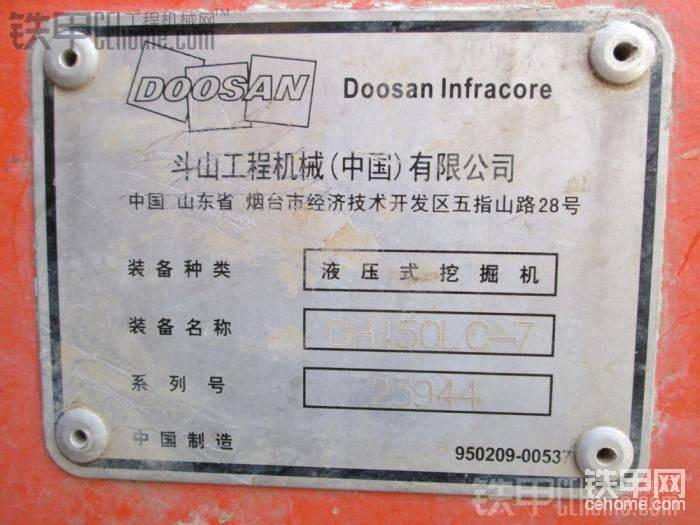 铁甲 工程机械网
CEhome.com
DOOSAN
Doosan Infracore
斗山工程机械(中国)有限公司
中国 山东省 烟台市经济技术开发区五指山路28号
装备种类 液压式挖掘机
装备名称 DH150LC-7
系列号 23944
中国制造
950209-00537
铁甲网